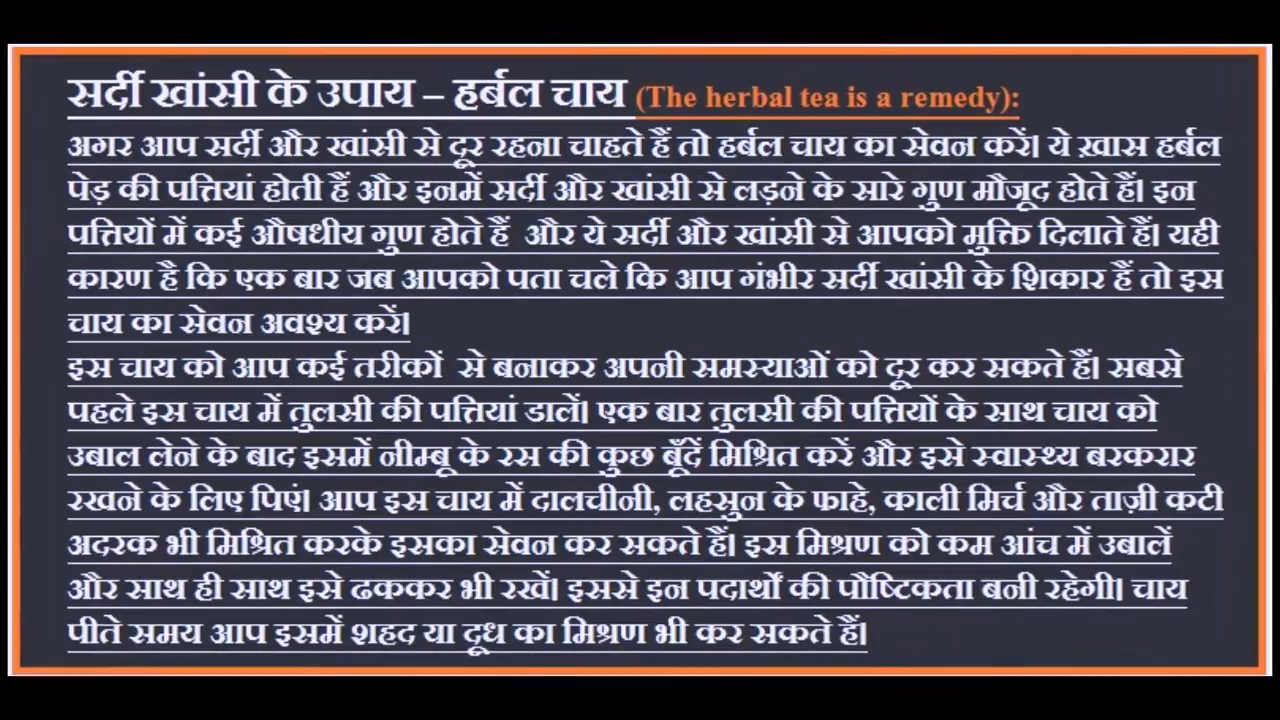 सर्दी खांसी के उपाय – हर्बल चाय (The herbal tea is a remedy):
अगर आप सर्दी और खांसी से दूर रहना चाहते हैं तो हर्बल चाय का सेवन करें। ये ख़ास हर्बल
पेड़ की पत्तियां होती हैं और इनमें सर्दी और खांसी से लड़ने के सारे गुण मौजूद होते हैं। इन
पत्तियों में कई औषधीय गुण होते हैं और ये सर्दी और खांसी से आपको मुक्ति दिलाते हैं। यही
कारण है कि एक बार जब आपको पता चले कि आप गंभीर सर्दी खांसी के शिकार हैं तो इस
चाय का सेवन अवश्य करें।
इस चाय को आप कई तरीकों से बनाकर अपनी समस्याओं को दूर कर सकते हैं। सबसे
पहले इस चाय में तुलसी की पत्तियां डालें। एक बार तुलसी की पत्तियों के साथ चाय को
उबाल लेने के बाद इसमें नीम्बू के रस की कुछ बूँदें मिश्रित करें और इसे स्वास्थ्य बरकरार
रखने के लिए पिएं। आप इस चाय में दालचीनी, लहसुन के फाहे, काली मिर्च और ताज़ी कटी
अदरक भी मिश्रित करके इसका सेवन कर सकते हैं। इस मिश्रण को कम आंच में उबालें
और साथ ही साथ इसे ढककर भी रखें। इससे इन पदार्थों की पौष्टिकता बनी रहेगी। चाय
पीते समय आप इसमें शहद या दूध का मिश्रण भी कर सकते हैं।